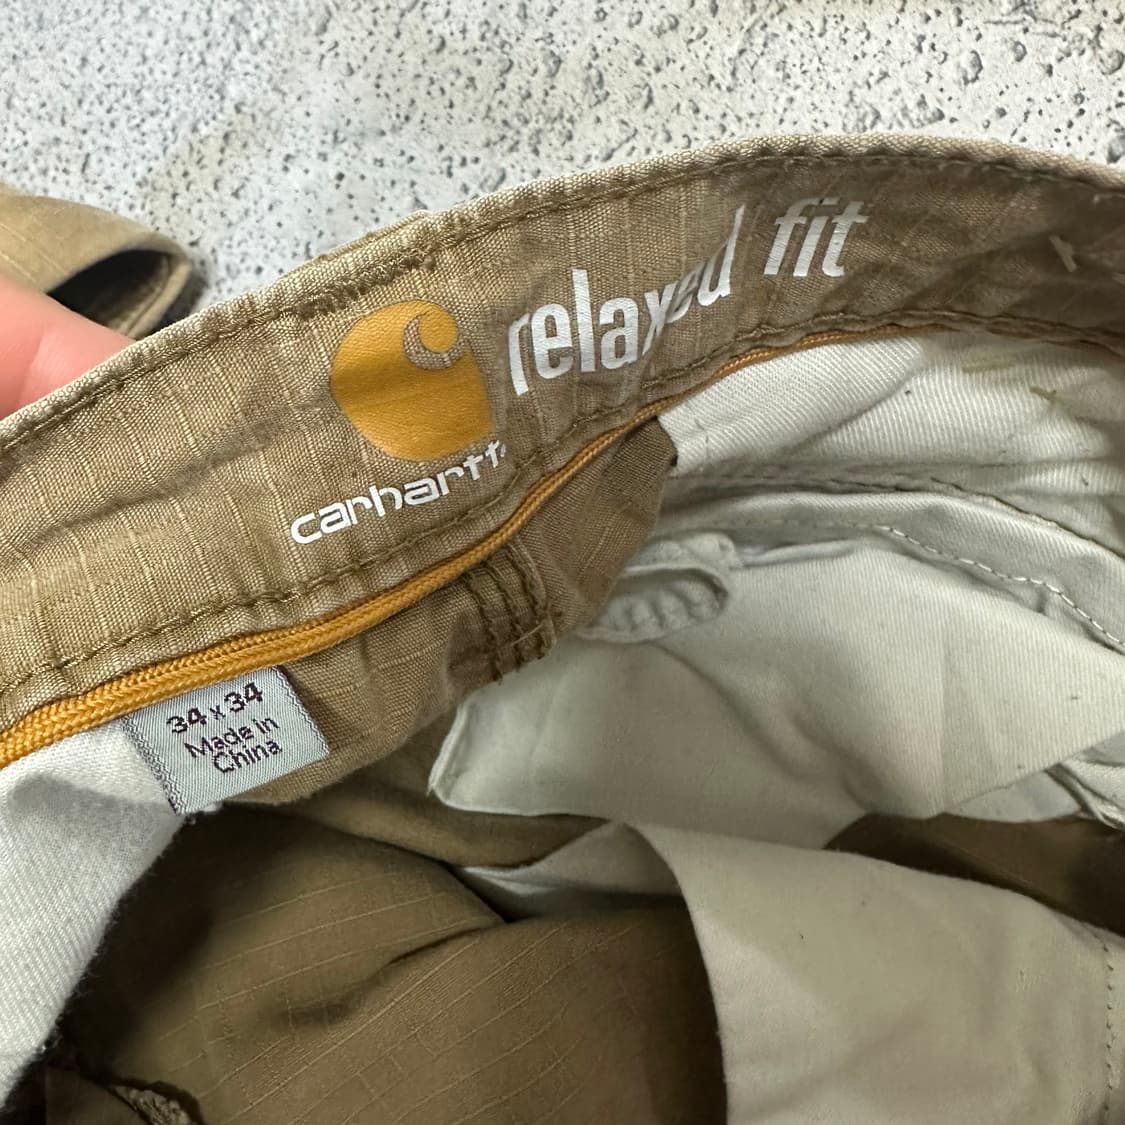 relaxed fit
carhartt
34 x 34
Made in
China